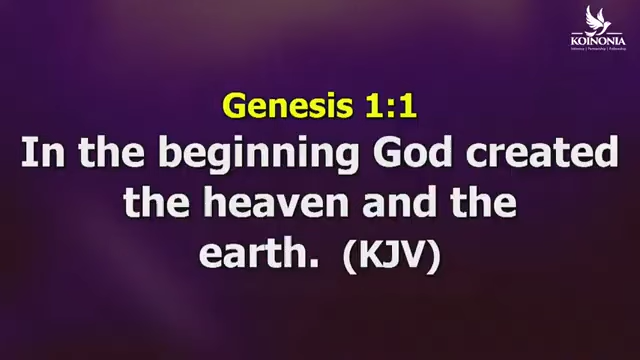 KOINONIA
Genesis 1:1
In the beginning God created
the heaven and the
earth. (KJV)